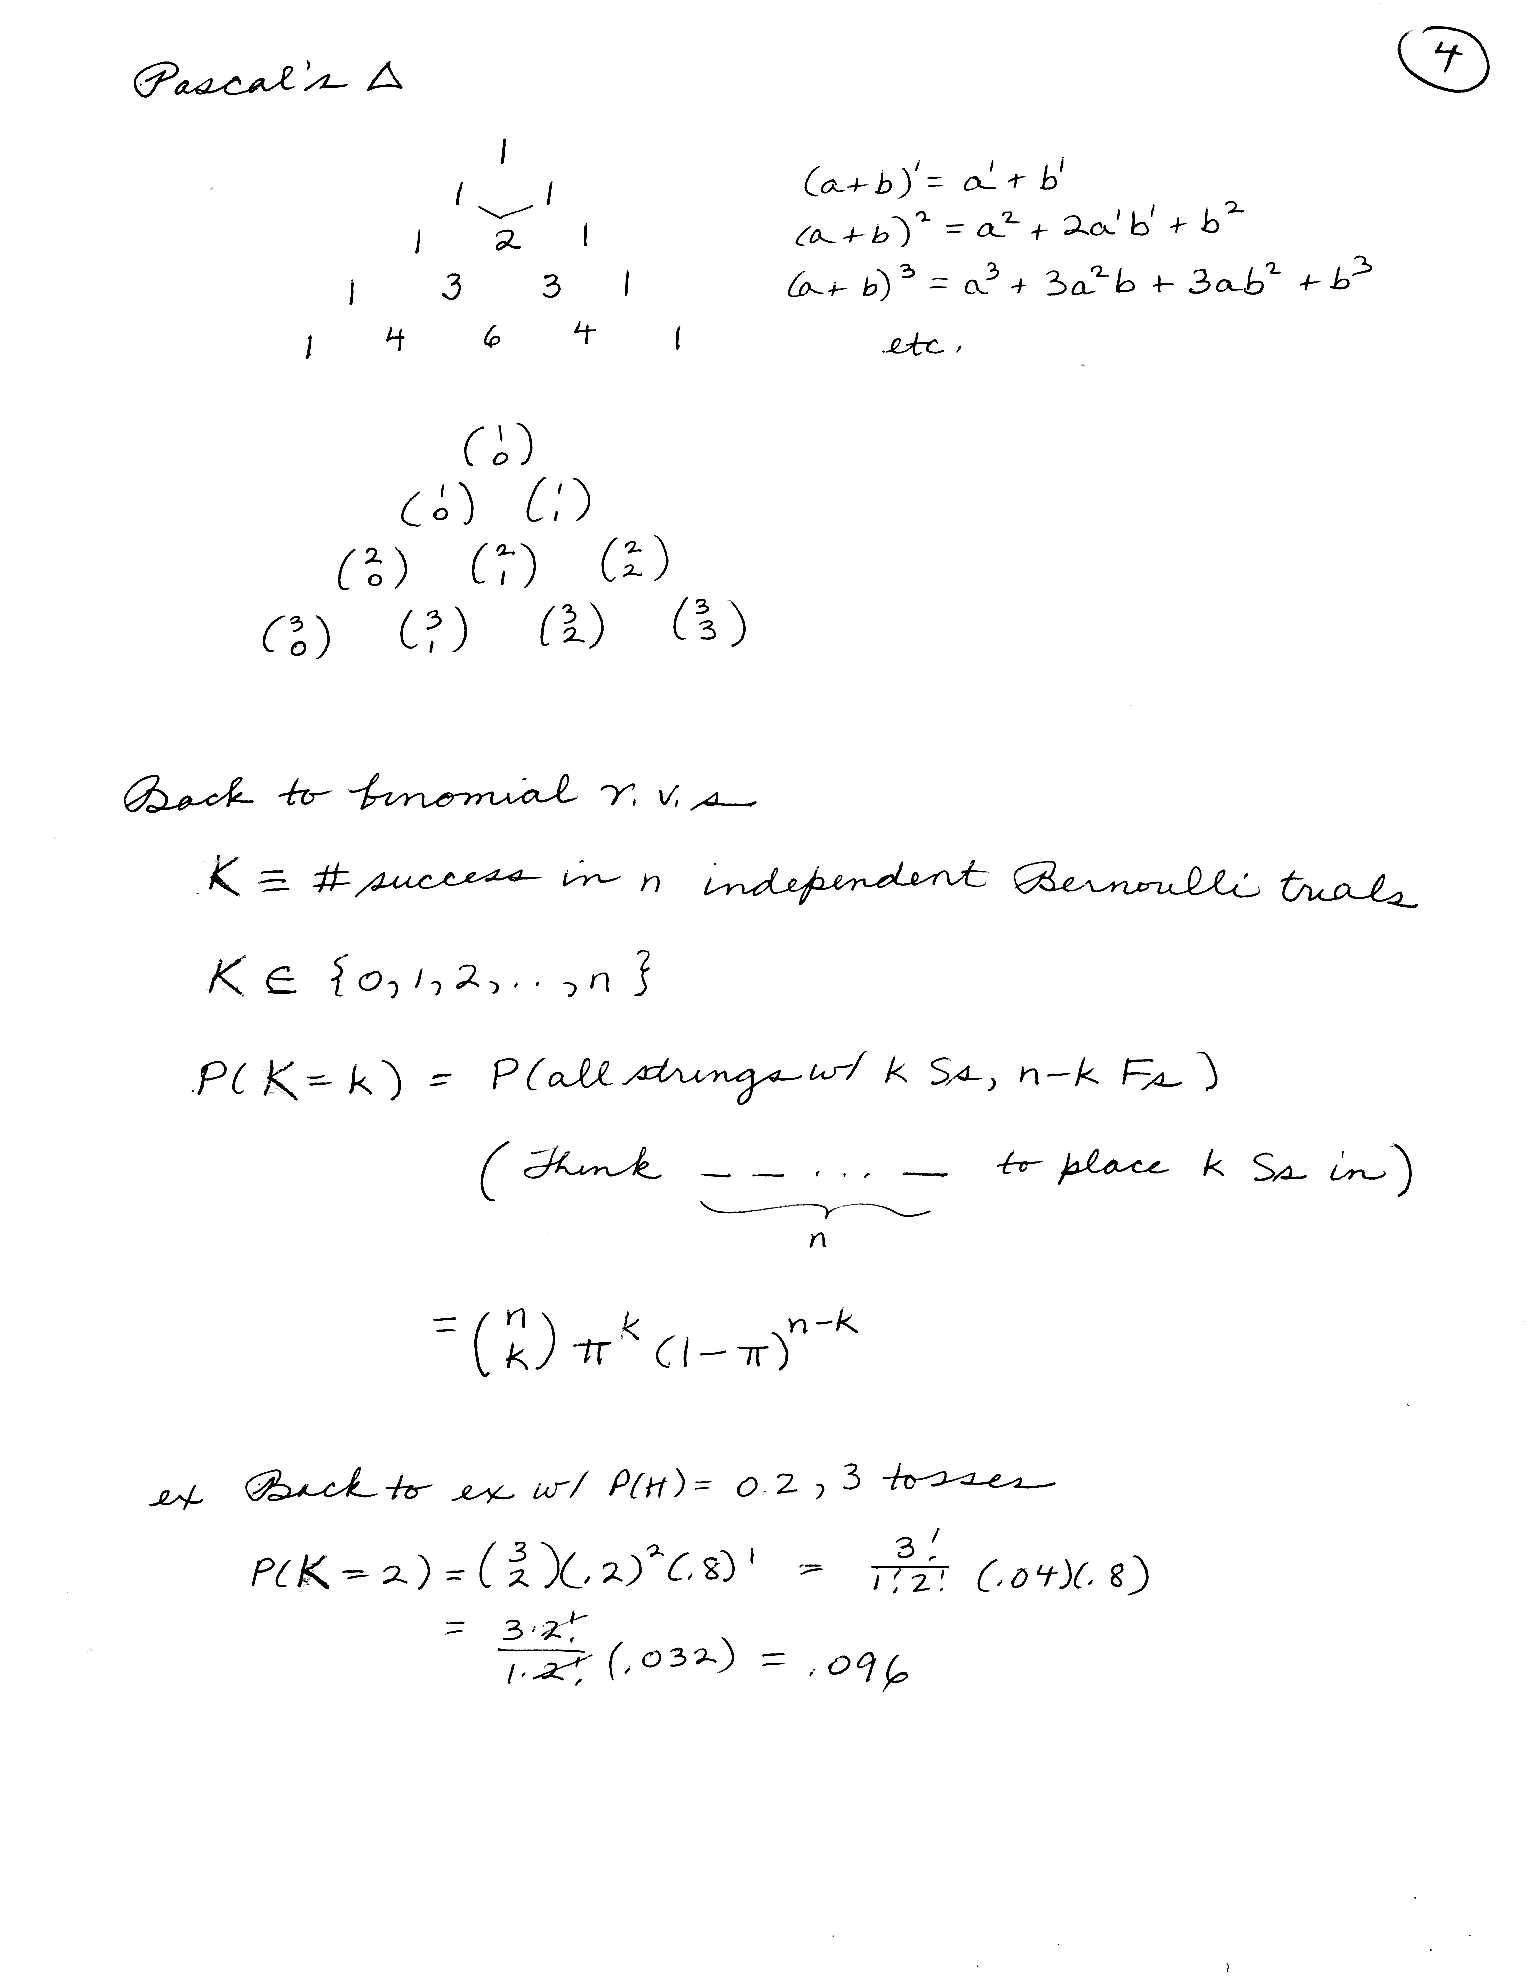 4
Pascal's △
1
1 1
1 2 1
1 3 3 1
1 4 6 4 1
(a+b)¹ = a¹ + b¹
(a+b)² = a² + 2a¹b¹ + b²
(a+b)³ = a³ + 3a²b + 3ab² + b³
etc.
(1 0)
(1 0) (1 1)
(2 0) (2 1) (2 2)
(3 0) (3 1) (3 2) (3 3)
Back to binomial r.v.s
K ≡ # success in n independent Bernoulli trials
K ∈ {0,1,2,..,n}
P(K=k) = P(all strings w/ k Ss, n-k Fs)
(Think _ _ ... _ to place k Ss in)
n
= (n k) π^k (1-π)^(n-k)
ex Back to ex w/ P(H) = 0.2, 3 tosses
P(K=2) = (3 2)(.2)²(.8)¹ = 3!/(1!2!) (.04)(.8)
= 3·2!/(1·2!) (.032) = .096